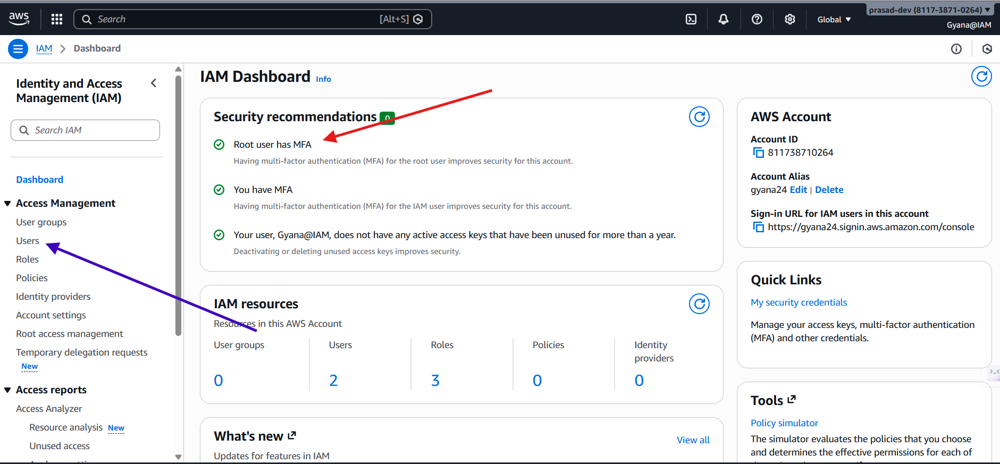 aws
Search
[Alt+S]
Global
prasad-dev (8117-3871-0264)
Gyana@IAM
IAM
Dashboard
Identity and Access
Management (IAM)
Search IAM
Dashboard
Access Management
User groups
Users
Roles
Policies
Identity providers
Account settings
Root access management
Temporary delegation requests
New
Access reports
Access Analyzer
Resource analysis New
Unused access
IAM Dashboard Info
Security recommendations 0
Root user has MFA
Having multi-factor authentication (MFA) for the root user improves security for this account.
You have MFA
Having multi-factor authentication (MFA) for the IAM user improves security for this account.
Your user, Gyana@IAM, does not have any active access keys that have been unused for more than a year.
Deactivating or deleting unused access keys improves security.
IAM resources
Resources in this AWS Account
User groups
0
Users
2
Roles
3
Policies
0
Identity
providers
0
What's new
View all
Updates for features in IAM
AWS Account
Account ID
811738710264
Account Alias
gyana24 Edit | Delete
Sign-in URL for IAM users in this account
https://gyana24.signin.aws.amazon.com/console
Quick Links
My security credentials
Manage your access keys, multi-factor authentication
(MFA) and other credentials.
Tools
Policy simulator
The simulator evaluates the policies that you choose
and determines the effective permissions for each of